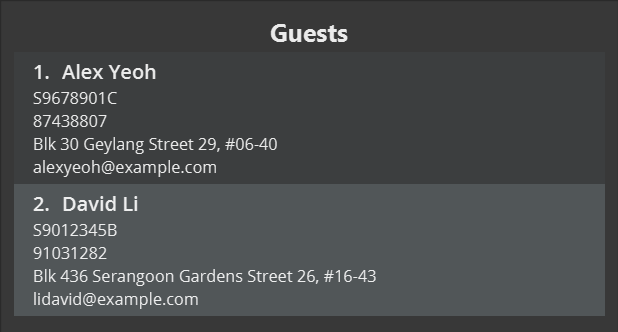 Guests
1. Alex Yeoh
S9678901C
87438807
Blk 30 Geylang Street 29, #06-40
alexyeoh@example.com
2. David Li
S9012345B
91031282
Blk 436 Serangoon Gardens Street 26, #16-43
lidavid@example.com